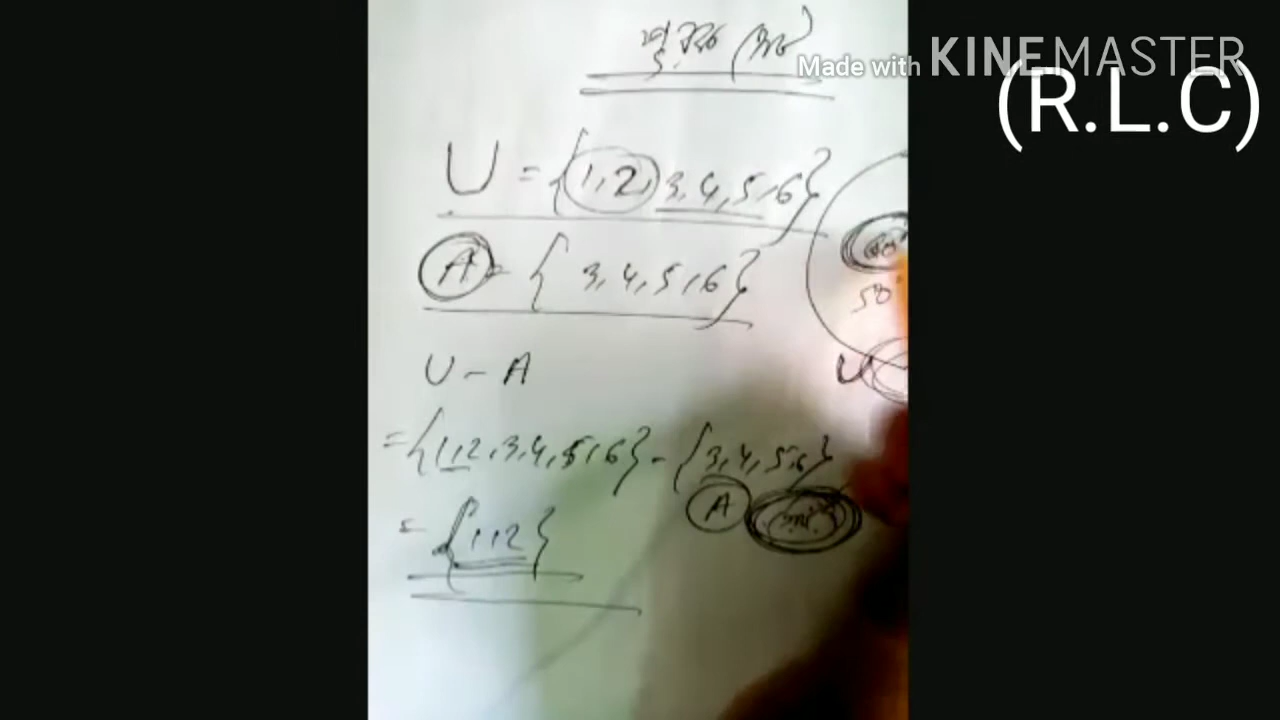 পূরক সেট
Made with KINEMASTER
(R.L.C)
U = {1, 2, 3, 4, 5, 6}
A = { 3, 4, 5, 6}
U - A
= {1, 2, 3, 4, 5, 6} - {3, 4, 5, 6}
A
= {1, 2}
U